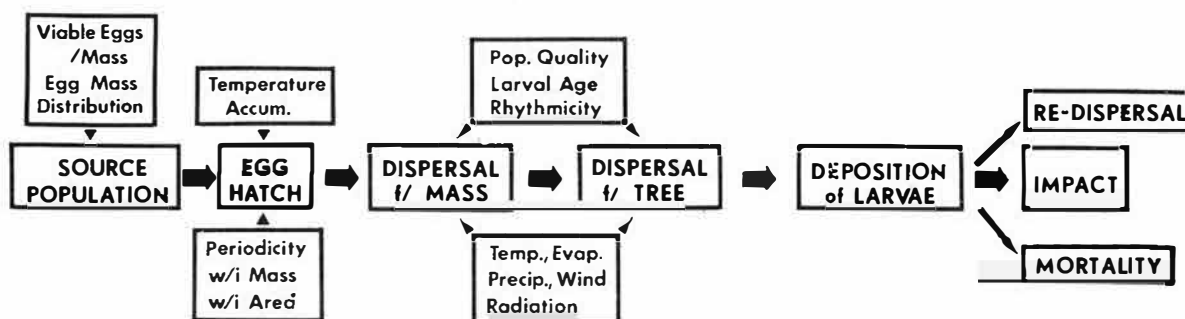 Viable Eggs
/Mass
Egg Mass
Distribution
Temperature
Accum.
Pop. Quality
Larval Age
Rhythmicity
SOURCE
POPULATION
EGG
HATCH
DISPERSAL
f/ MASS
DISPERSAL
f/ TREE
DEPOSITION
of LARVAE
RE-DISPERSAL
IMPACT
MORTALITY
Periodicity
w/i Mass
w/i Area
Temp., Evap.
Precip., Wind
Radiation